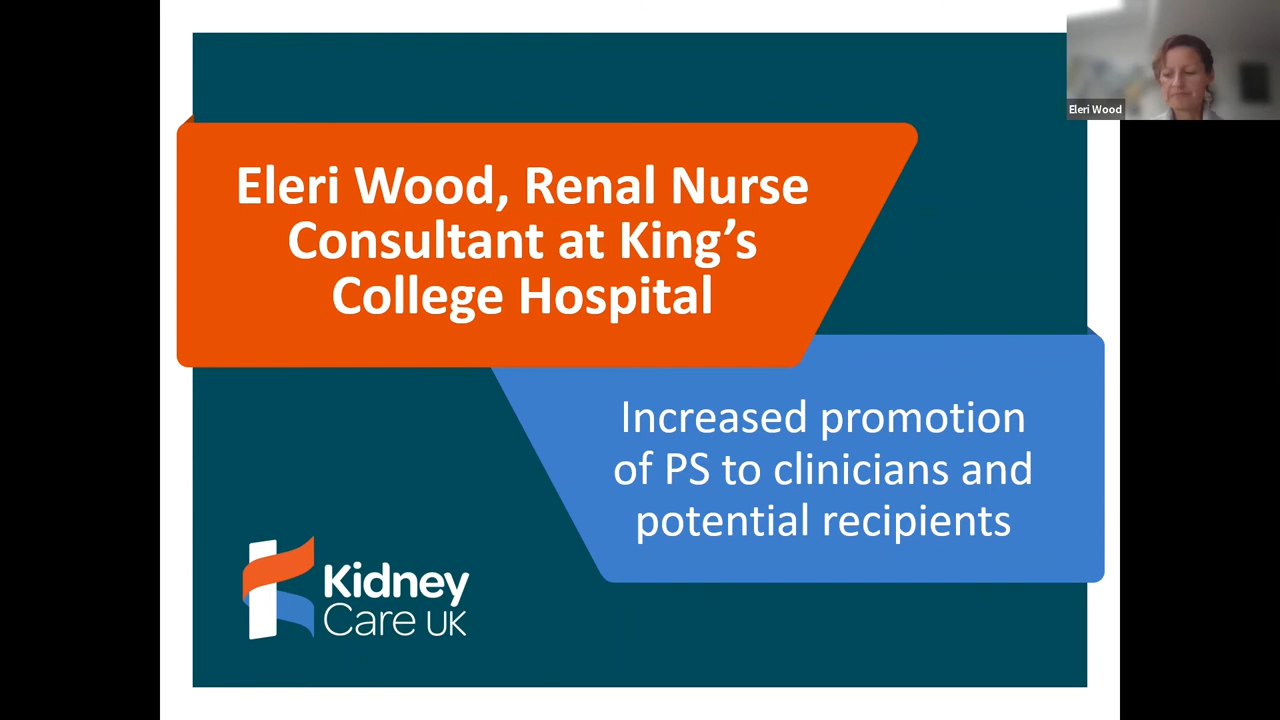 Eleri Wood
Eleri Wood, Renal Nurse
Consultant at King’s
College Hospital
Increased promotion
of PS to clinicians and
potential recipients
Kidney
Care UK